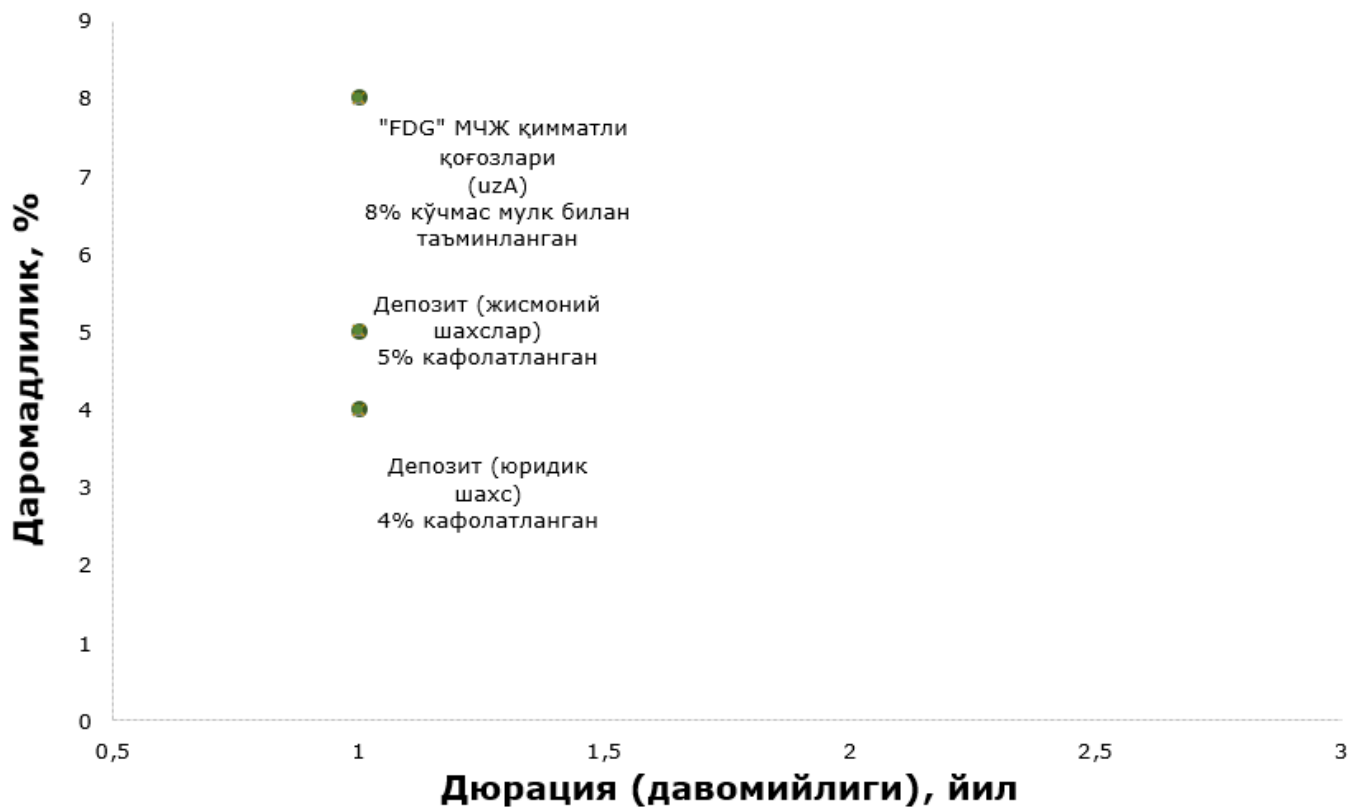 9
8
"FDG" МЧЖ қимматли
қоғозлари
(uzA)
8% кўчмас мулк билан
таъминланган
7
6
Депозит (жисмоний
шахслар)
5% кафолатланган
5
4
Депозит (юридик
шахс)
4% кафолатланган
3
2
1
0
Даромадлилик, %
0,5 1 1,5 2 2,5 3
Дюрация (давомийлиги), йил